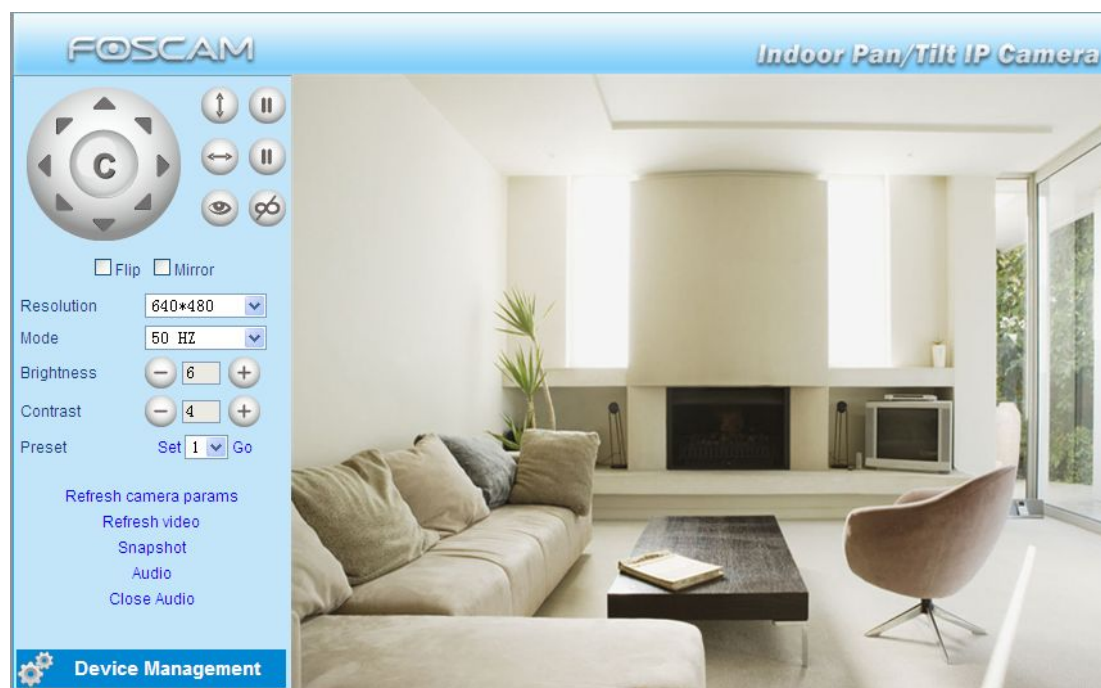 FOSCAM
Indoor Pan/Tilt IP Camera
C
Flip Mirror
Resolution 640*480
Mode 50 HZ
Brightness 6
Contrast 4
Preset Set 1 Go
Refresh camera params
Refresh video
Snapshot
Audio
Close Audio
Device Management